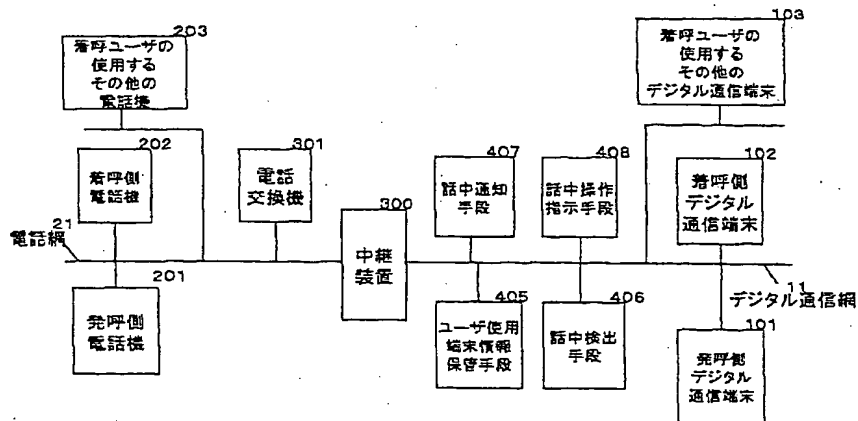 203
着呼ユーザの
使用する
その他の
電話機
103
着呼ユーザの
使用する
その他の
デジタル通信端末
202
着呼側
電話機
301
電話
交換機
300
中継
装置
407
話中通知
手段
408
話中操作
指示手段
102
着呼側
デジタル
通信端末
21
電話網
201
発呼側
電話機
405
ユーザ使用
端末情報
保管手段
406
話中検出
手段
11
デジタル通信網
101
発呼側
デジタル
通信端末